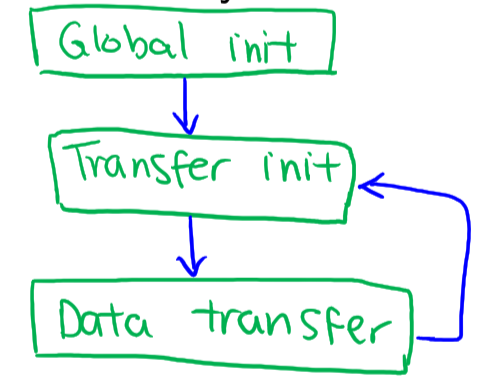 Global init
Transfer init
Data transfer